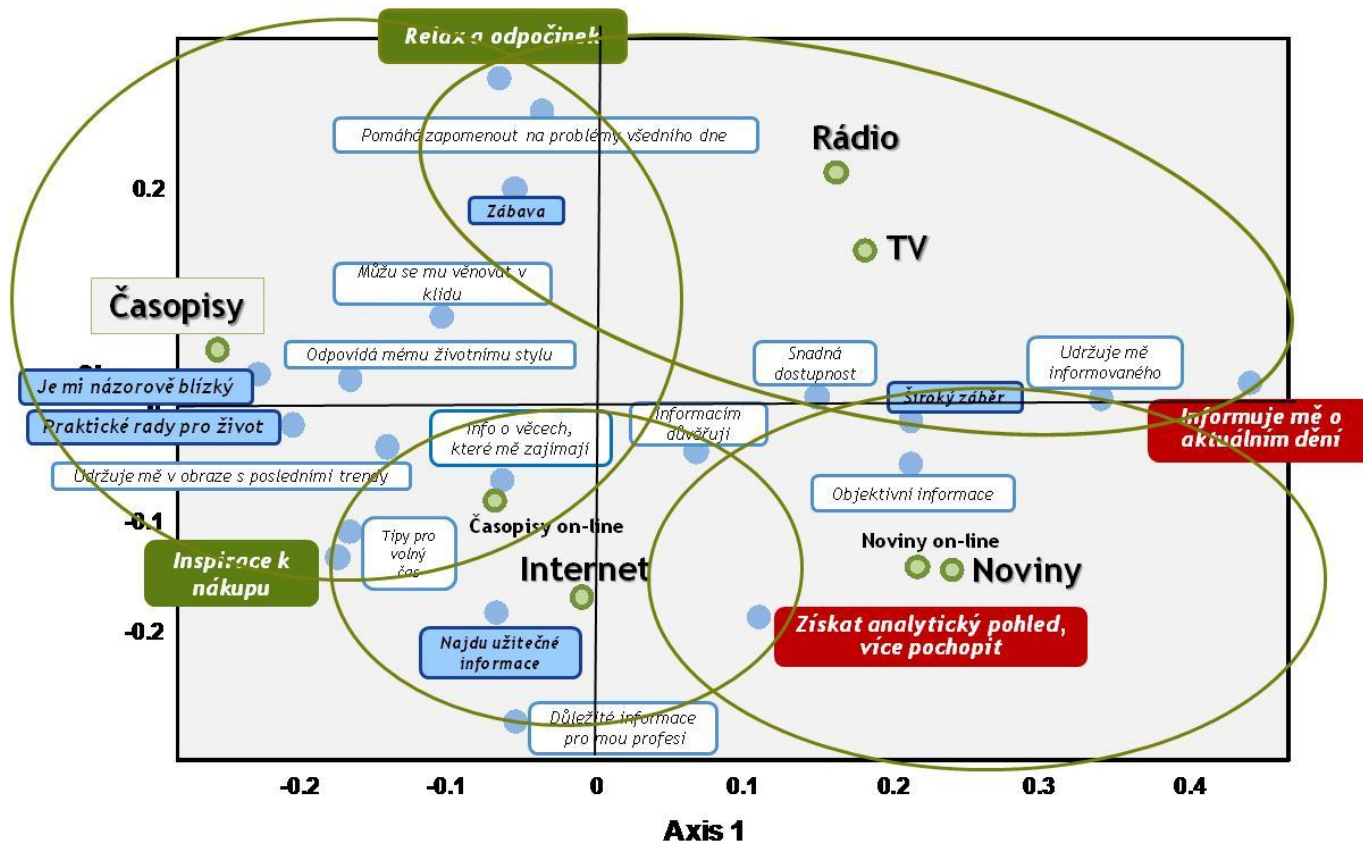 Relax a odpočinek
Pomáhá zapomenout na problémy všedního dne
Rádio
0.2
Zábava
TV
Můžu se mu věnovat v
klidu
Časopisy
Odpovídá mému životnímu stylu
Snadná
dostupnost
Udržuje mě
informovaného
Je mi názorově blízký
Široký záběr
Praktické rady pro život
Info o věcech,
které mě zajímají
Informacím
důvěřuji
Informuje mě o
aktuálním dění
Udržuje mě v obraze s posledními trendy
Objektivní informace
-0.1
Časopisy on-line
Tipy pro
volný
čas
Noviny on-line
Inspirace k
nákupu
Internet
Noviny
-0.2
Získat analytický pohled,
více pochopit
Najdu užitečné
informace
Důležité informace
pro mou profesi
-0.2
-0.1
0
0.1
0.2
0.3
0.4
Axis 1